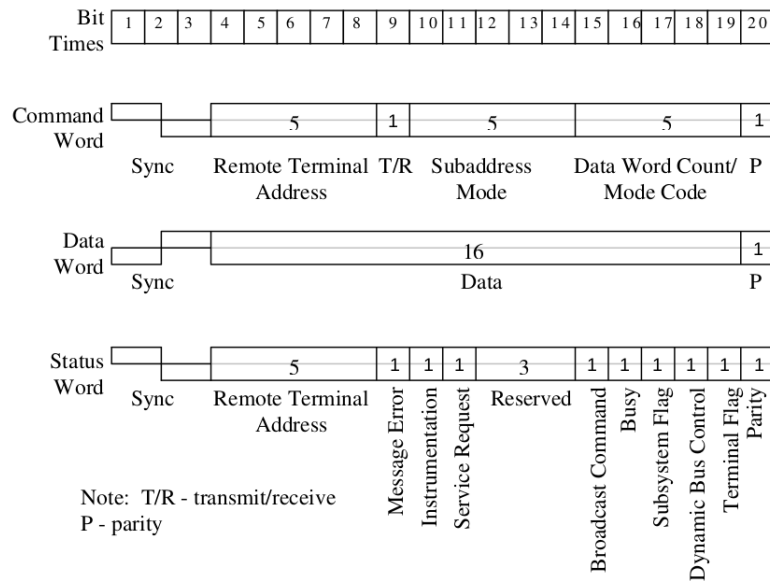 Bit Times 1 2 3 4 5 6 7 8 9 10 11 12 13 14 15 16 17 18 19 20
Command Word 5 1 5 5 1
Sync Remote Terminal Address T/R Subaddress Mode Data Word Count/ Mode Code P
Data Word 16 1
Sync Data P
Status Word 5 1 1 1 3 1 1 1 1 1 1
Sync Remote Terminal Address Message Error Instrumentation Service Request Reserved Broadcast Command Busy Subsystem Flag Dynamic Bus Control Terminal Flag Parity
Note: T/R - transmit/receive
P - parity